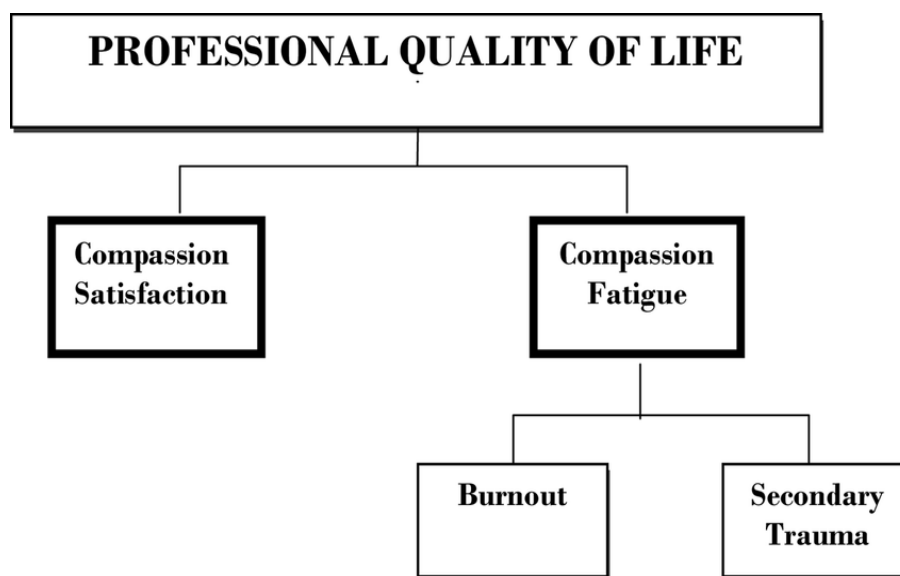 PROFESSIONAL QUALITY OF LIFE
Compassion
Satisfaction
Compassion
Fatigue
Burnout
Secondary
Trauma